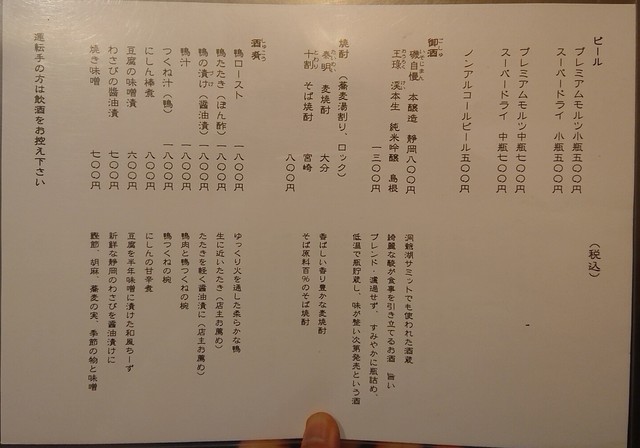 ビール
プレミアムモルツ小瓶五〇〇円
スーパードライ 小瓶五〇〇円
(税込)
プレミアムモルツ 中瓶七〇〇円
スーパードライ 中瓶七〇〇円
ノンアルコールビール五〇〇円
御酒
磯自慢 本醸造 静岡八〇〇円
洞爺湖サミットでも使われた酒蔵
綺麗な酸が食事を引き立てるお酒 旨い
王祿 渓 本生 純米吟醸 島根
一三〇〇円
ブレンド・濾過せず、すみやかに瓶詰め、
低温で瓶貯蔵し、味が整い次第発売という酒
焼酎 (蕎麦湯割り、ロック)
泰明 麦焼酎 大分
香ばしい香り豊かな麦焼酎
十割 そば焼酎 宮崎
八〇〇円
そば原料百%のそば焼酎
酒肴
鴨ロースト 一八〇〇円
ゆっくり火を通した柔らかな鴨
鴨たたき(ぽん酢)一八〇〇円
生に近いたたき(店主お薦め)
鴨の漬け(醤油漬)一八〇〇円
たたきを軽く醤油漬に(店主お薦め)
鴨汁 一八〇〇円
鴨肉と鴨つくねの椀
つくね汁(鴨) 一八〇〇円
鴨つくねの椀
にしん棒煮 八〇〇円
にしんの甘辛煮
豆腐の味噌漬 六〇〇円
豆腐を半年味噌に漬けた和風ちーず
わさびの醤油漬 七〇〇円
新鮮な静岡のわさびを醤油漬けに
焼き味噌 七〇〇円
鰹節、胡麻、蕎麦の実、季節の物と味噌
運転手の方は飲酒をお控え下さい